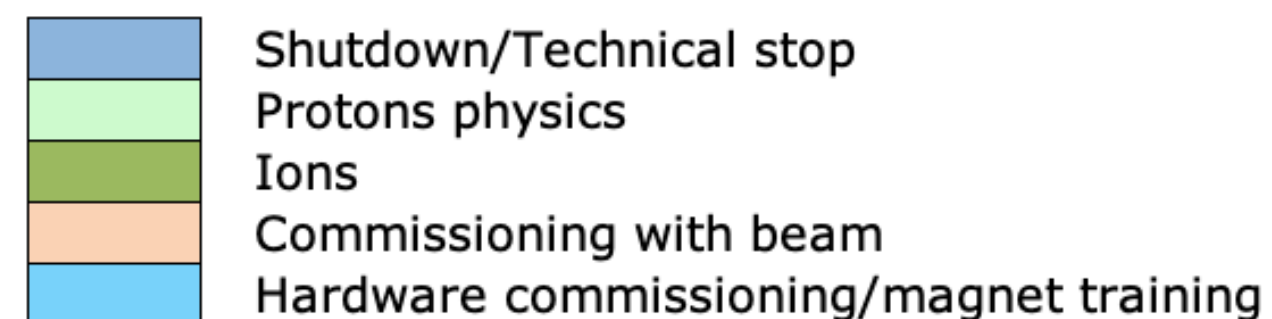 Shutdown/Technical stop
Protons physics
Ions
Commissioning with beam
Hardware commissioning/magnet training